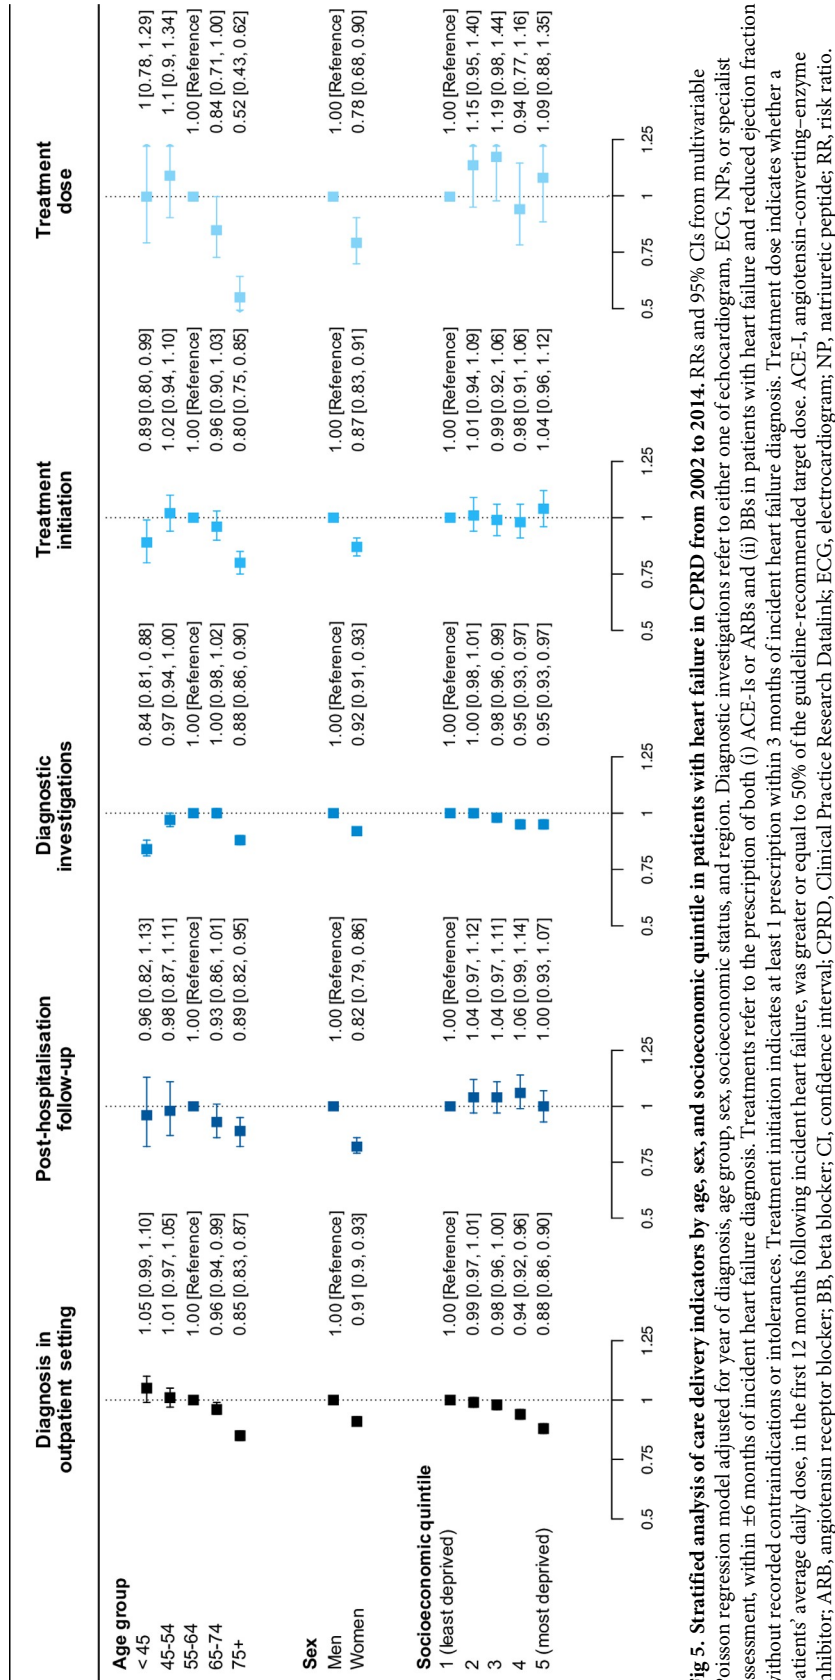 Diagnosis in outpatient setting Post-hospitalisation follow-up Diagnostic investigations Treatment initiation Treatment dose
Age group
< 45 1.05 [0.99, 1.10] 0.96 [0.82, 1.13] 0.84 [0.81, 0.88] 0.89 [0.80, 0.99] 1 [0.78, 1.29]
45-54 1.01 [0.97, 1.05] 0.98 [0.87, 1.11] 0.97 [0.94, 1.00] 1.02 [0.94, 1.10] 1.1 [0.9, 1.34]
55-64 1.00 [Reference] 1.00 [Reference] 1.00 [Reference] 1.00 [Reference] 1.00 [Reference]
65-74 0.96 [0.94, 0.99] 0.93 [0.86, 1.01] 1.00 [0.98, 1.02] 0.96 [0.90, 1.03] 0.84 [0.71, 1.00]
75+ 0.85 [0.83, 0.87] 0.89 [0.82, 0.95] 0.88 [0.86, 0.90] 0.80 [0.75, 0.85] 0.52 [0.43, 0.62]
Sex
Men 1.00 [Reference] 1.00 [Reference] 1.00 [Reference] 1.00 [Reference] 1.00 [Reference]
Women 0.91 [0.9, 0.93] 0.82 [0.79, 0.86] 0.92 [0.91, 0.93] 0.87 [0.83, 0.91] 0.78 [0.68, 0.90]
Socioeconomic quintile
1 (least deprived) 1.00 [Reference] 1.00 [Reference] 1.00 [Reference] 1.00 [Reference] 1.00 [Reference]
2 0.99 [0.97, 1.01] 1.04 [0.97, 1.12] 1.00 [0.98, 1.01] 1.01 [0.94, 1.09] 1.15 [0.95, 1.40]
3 0.98 [0.96, 1.00] 1.04 [0.97, 1.11] 0.98 [0.96, 0.99] 0.99 [0.92, 1.06] 1.19 [0.98, 1.44]
4 0.94 [0.92, 0.96] 1.06 [0.99, 1.14] 0.95 [0.93, 0.97] 0.98 [0.91, 1.06] 0.94 [0.77, 1.16]
5 (most deprived) 0.88 [0.86, 0.90] 1.00 [0.93, 1.07] 0.95 [0.93, 0.97] 1.04 [0.96, 1.12] 1.09 [0.88, 1.35]
0.5 0.75 1 1.25 0.5 0.75 1 1.25 0.5 0.75 1 1.25 0.5 0.75 1 1.25 0.5 0.75 1 1.25
ig 5. Stratified analysis of care delivery indicators by age, sex, and socioeconomic quintile in patients with heart failure in CPRD from 2002 to 2014. RRs and 95% CIs from multivariable
oisson regression model adjusted for year of diagnosis, age group, sex, socioeconomic status, and region. Diagnostic investigations refer to either one of echocardiogram, ECG, NPs, or specialist
ssessment, within ±6 months of incident heart failure diagnosis. Treatments refer to the prescription of both (i) ACE-Is or ARBs and (ii) BBs in patients with heart failure and reduced ejection fraction
ithout recorded contraindications or intolerances. Treatment initiation indicates at least 1 prescription within 3 months of incident heart failure diagnosis. Treatment dose indicates whether a
atients' average daily dose, in the first 12 months following incident heart failure, was greater or equal to 50% of the guideline-recommended target dose. ACE-I, angiotensin-converting–enzyme
nhibitor; ARB, angiotensin receptor blocker; BB, beta blocker; CI, confidence interval; CPRD, Clinical Practice Research Datalink; ECG, electrocardiogram; NP, natriuretic peptide; RR, risk ratio,